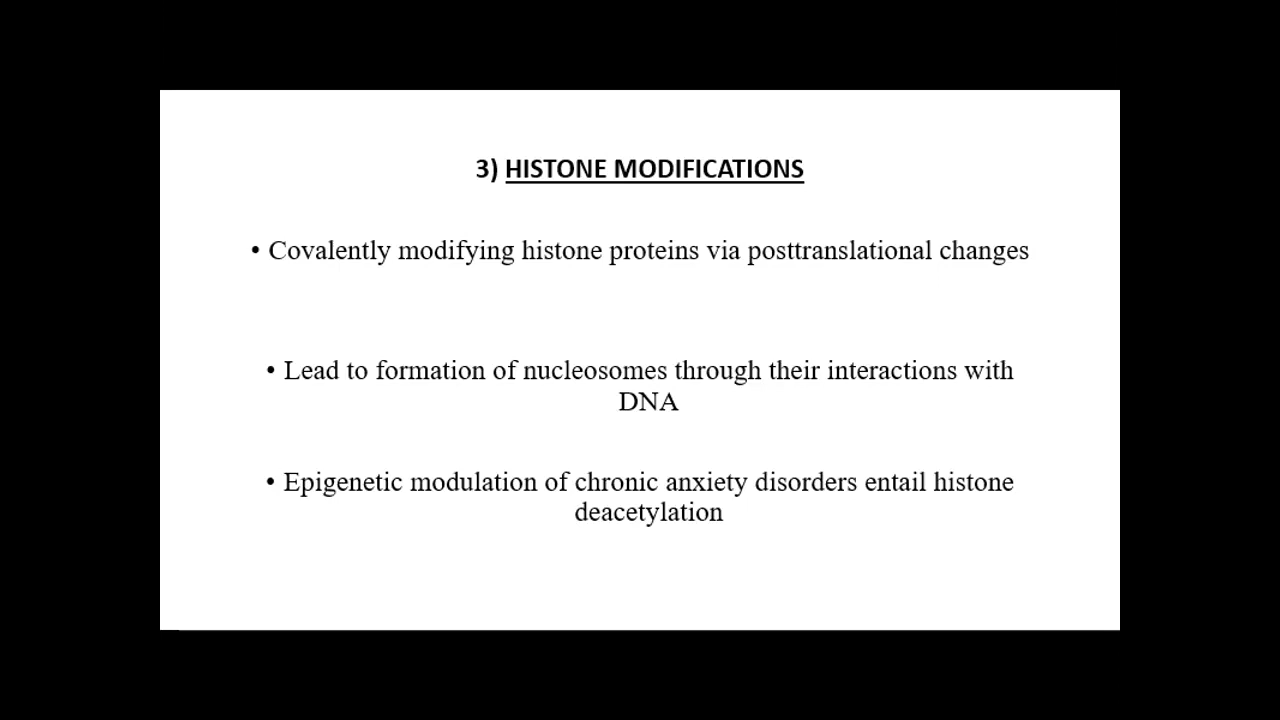 3) HISTONE MODIFICATIONS
• Covalently modifying histone proteins via posttranslational changes
• Lead to formation of nucleosomes through their interactions with
DNA
• Epigenetic modulation of chronic anxiety disorders entail histone
deacetylation